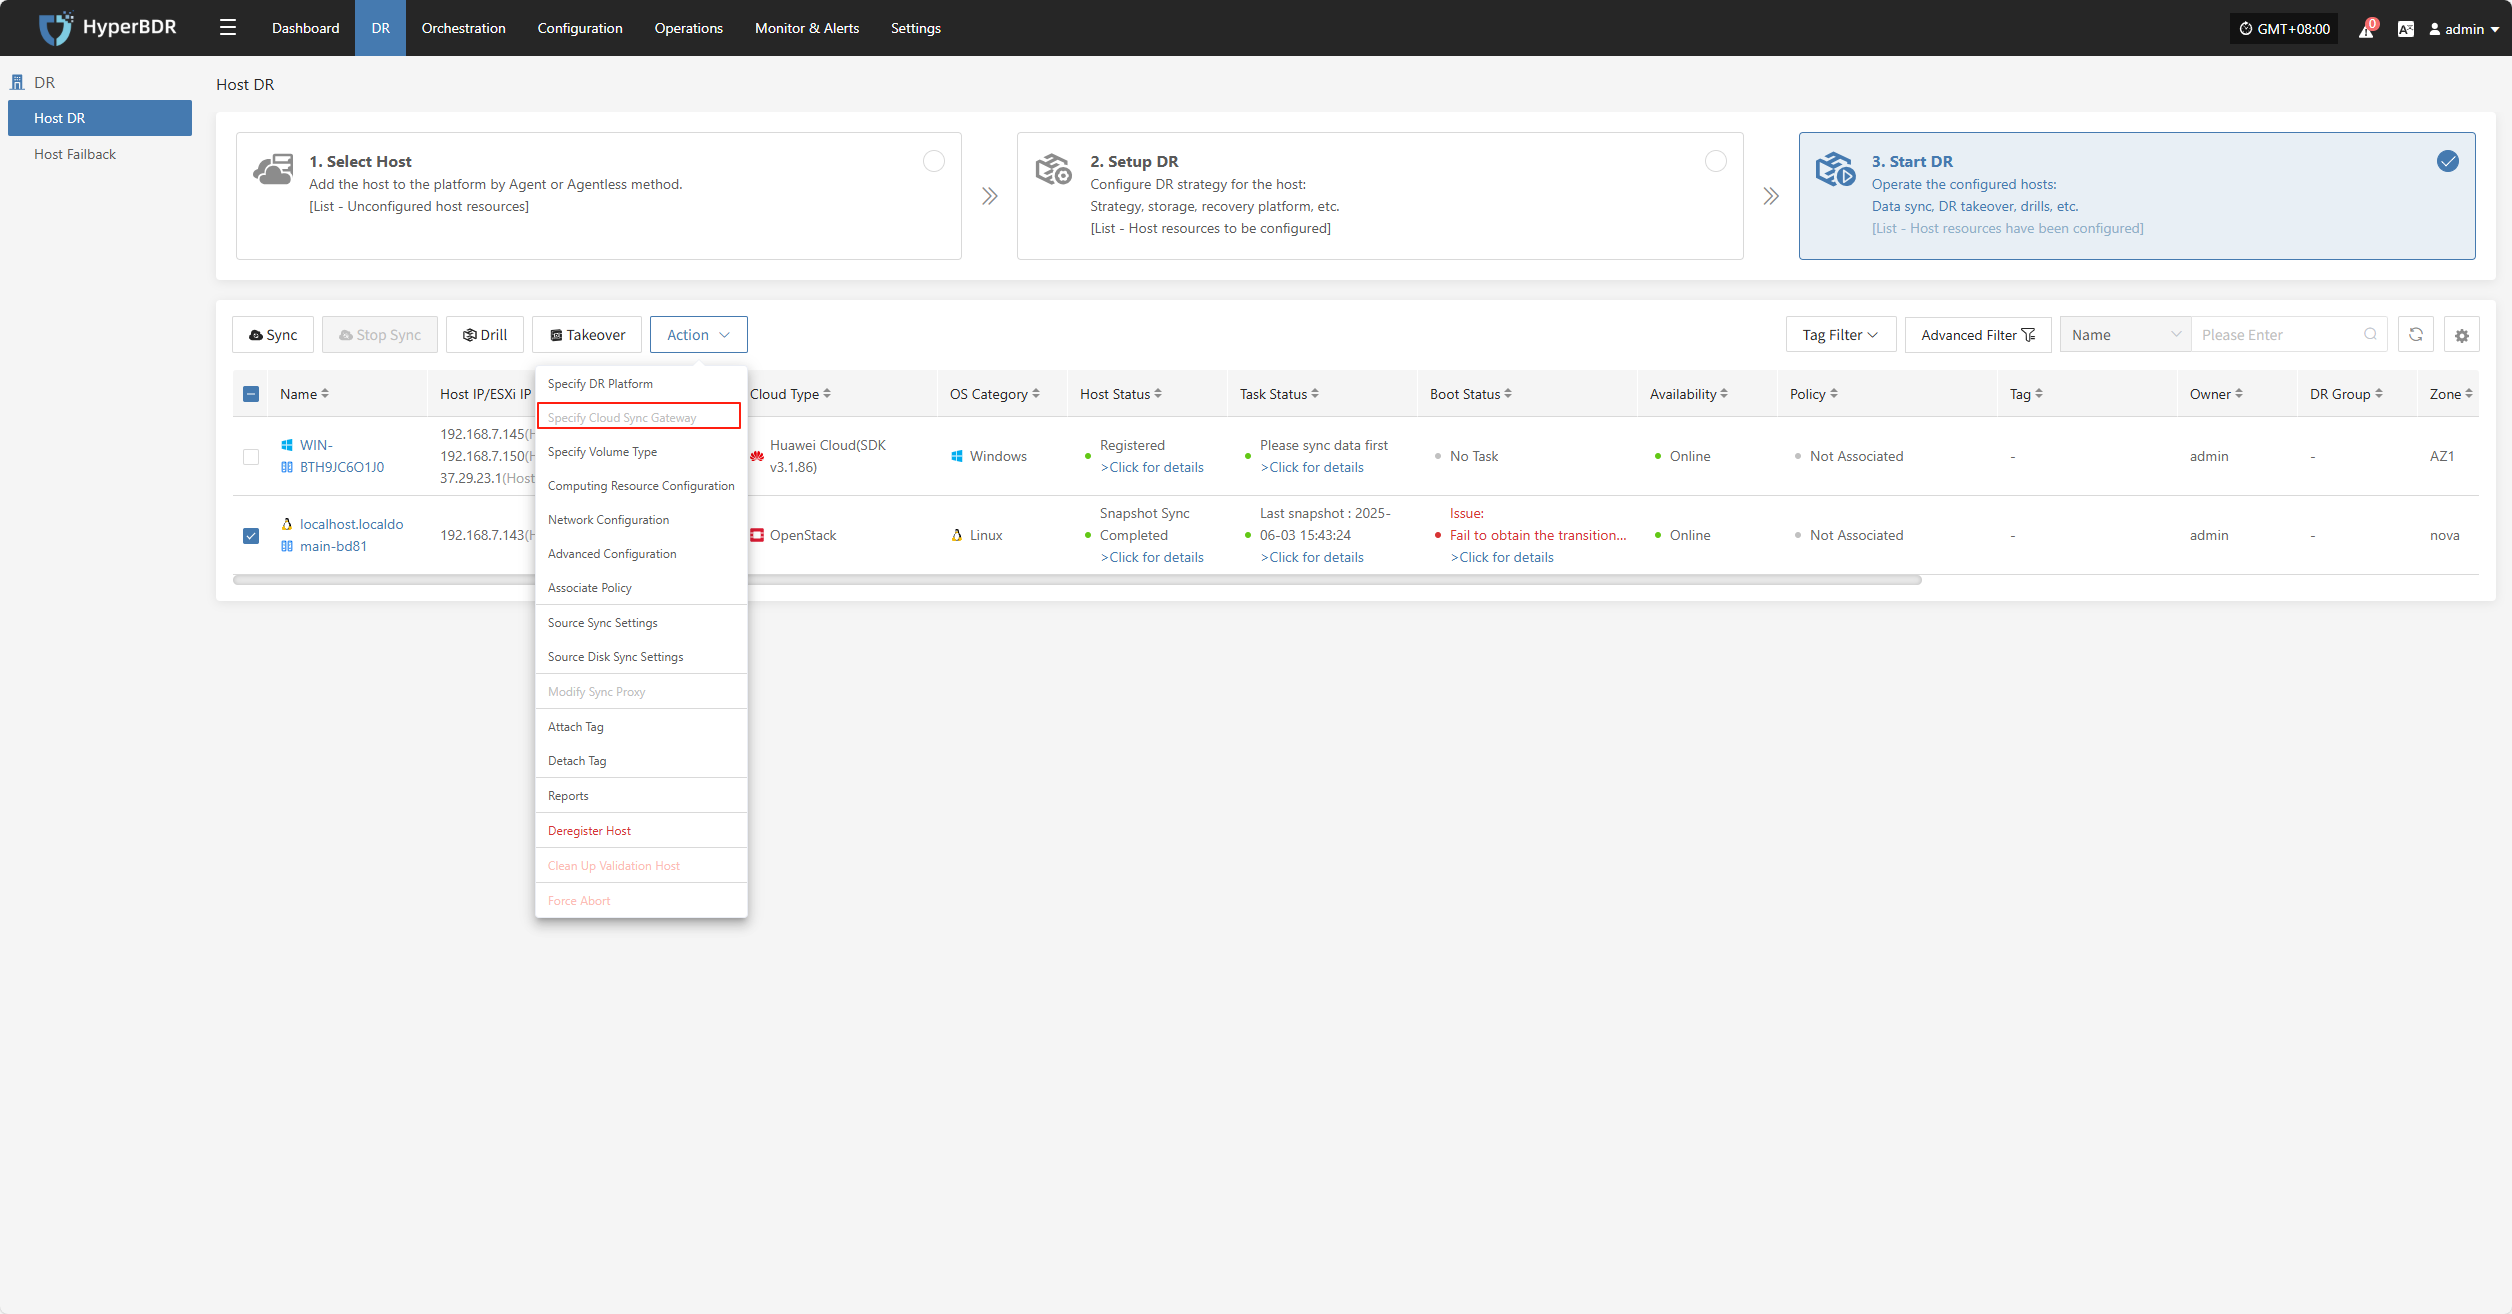 HyperBDR
Dashboard
DR
Orchestration
Configuration
Operations
Monitor & Alerts
Settings
GMT+08:00
0
A
admin
DR
Host DR
Host Failback
Host DR
1. Select Host
Add the host to the platform by Agent or Agentless method.
[List - Unconfigured host resources]
2. Setup DR
Configure DR strategy for the host:
Strategy, storage, recovery platform, etc.
[List - Host resources to be configured]
3. Start DR
Operate the configured hosts:
Data sync, DR takeover, drills, etc.
[List - Host resources have been configured]
Sync
Stop Sync
Drill
Takeover
Action
Tag Filter
Advanced Filter
Name
Please Enter
Name
Host IP/ESXi IP
Cloud Type
OS Category
Host Status
Task Status
Boot Status
Availability
Policy
Tag
Owner
DR Group
Zone
WIN-
BTH9JC6O1J0
192.168.7.145(H
192.168.7.150(H
37.29.23.1(Host
Huawei Cloud(SDK
v3.1.86)
Windows
Registered
>Click for details
Please sync data first
>Click for details
No Task
Online
Not Associated
-
admin
-
AZ1
localhost.localdo
main-bd81
192.168.7.143(H
OpenStack
Linux
Snapshot Sync
Completed
>Click for details
Last snapshot : 2025-
06-03 15:43:24
>Click for details
Issue:
Fail to obtain the transition...
>Click for details
Online
Not Associated
-
admin
-
nova
Specify DR Platform
Specify Cloud Sync Gateway
Specify Volume Type
Computing Resource Configuration
Network Configuration
Advanced Configuration
Associate Policy
Source Sync Settings
Source Disk Sync Settings
Modify Sync Proxy
Attach Tag
Detach Tag
Reports
Deregister Host
Clean Up Validation Host
Force Abort